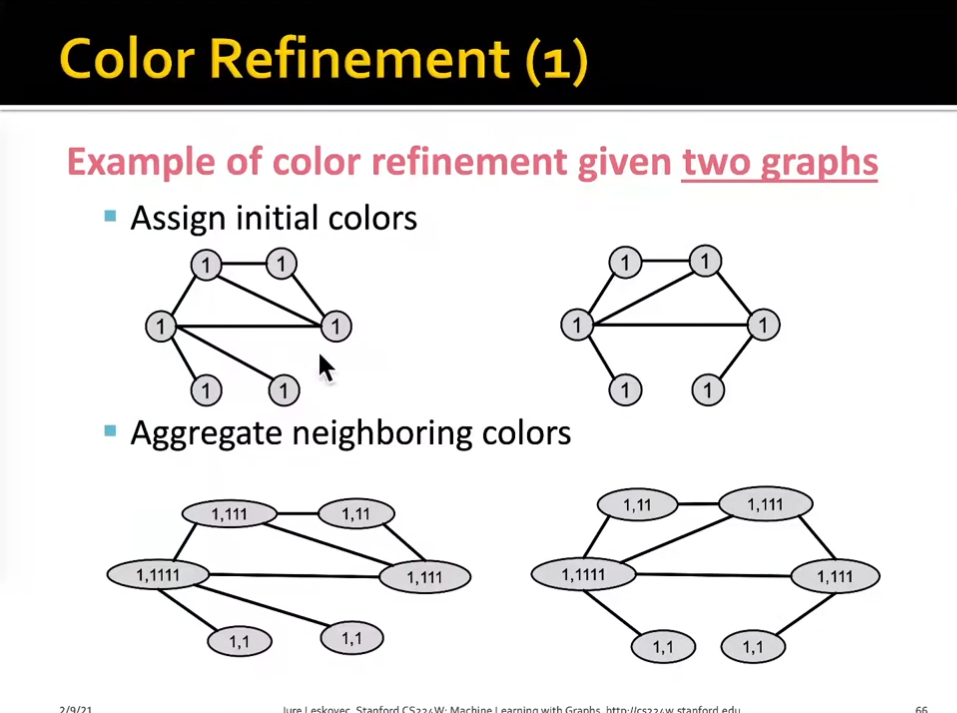 Color Refinement (1)
Example of color refinement given two graphs
Assign initial colors
1 1 1 1
1 1 1 1
1 1 1 1
Aggregate neighboring colors
1,111 1,11 1,11 1,111
1,1111 1,111 1,1111 1,111
1,1 1,1 1,1 1,1
2/9/21 Jure Leskovec, Stanford CS224W: Machine Learning with Graphs, http://cs224w.stanford.edu 66